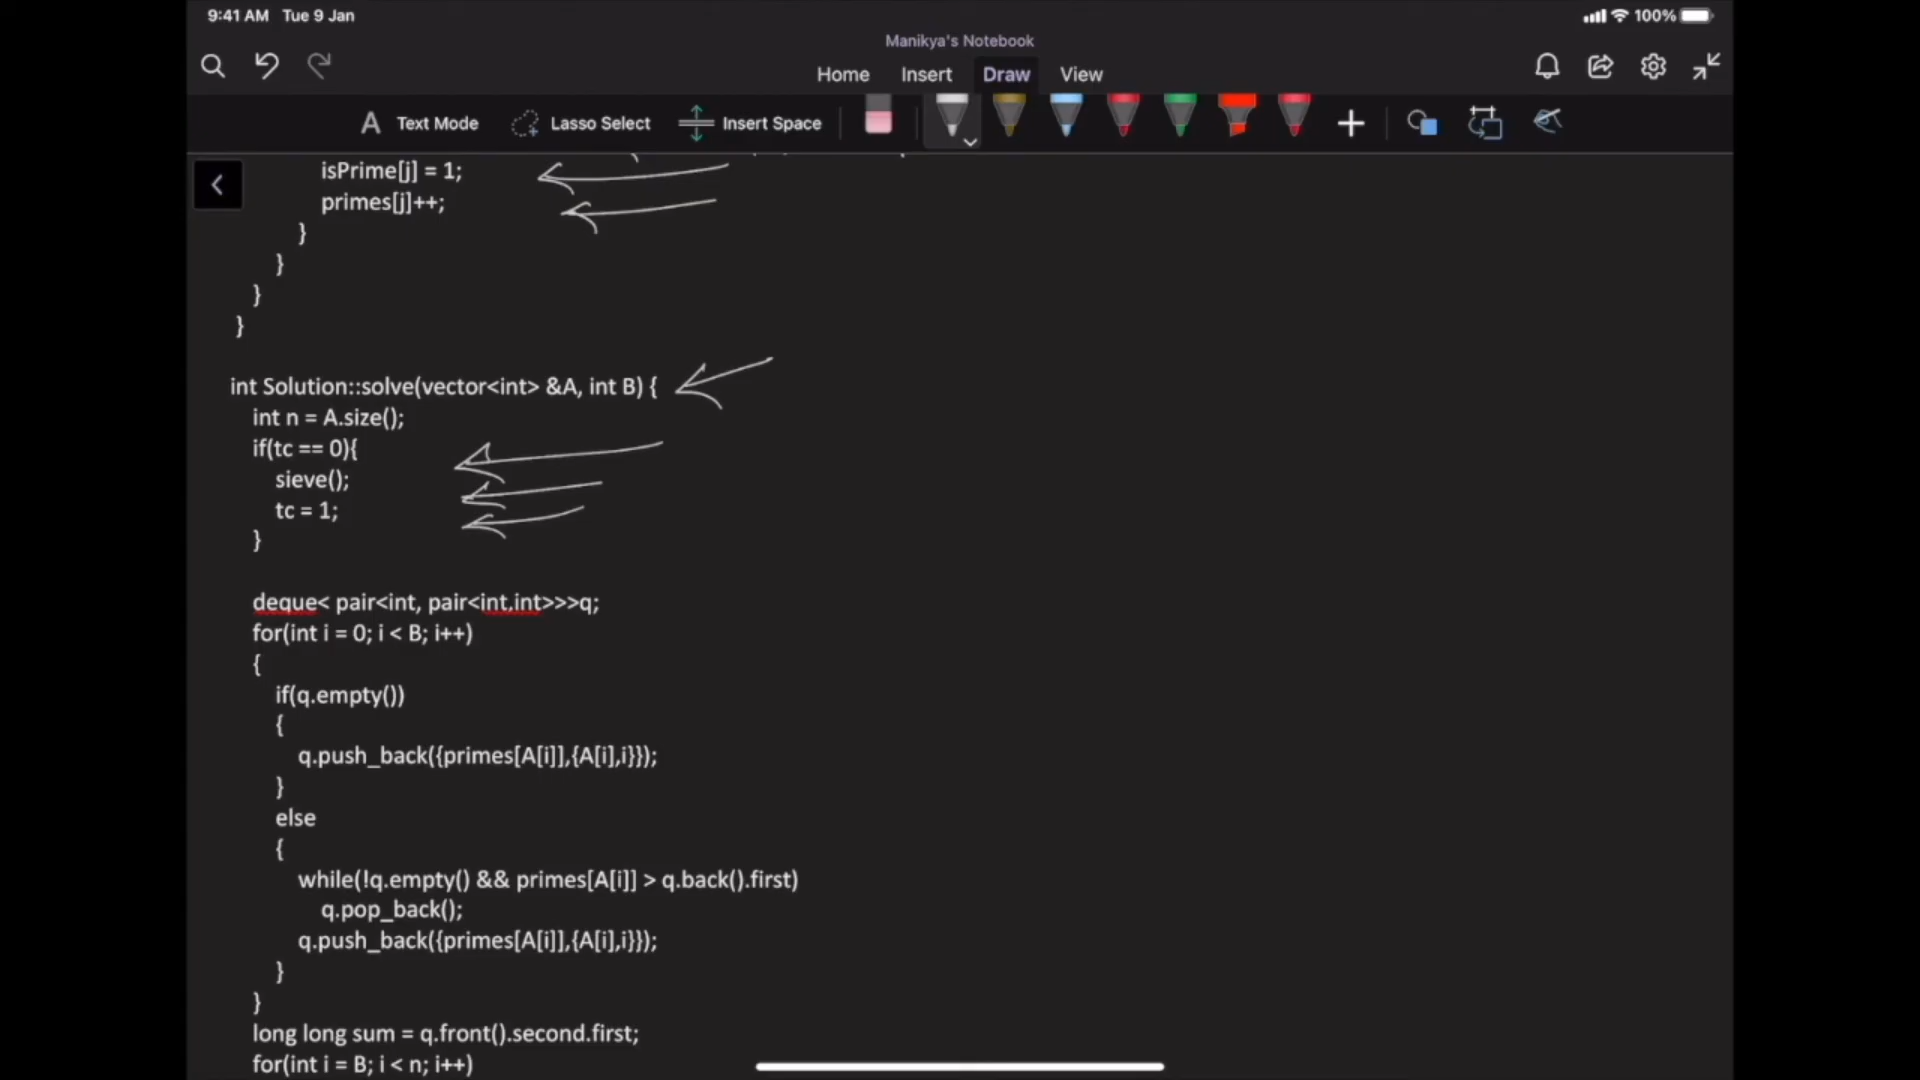 9:41 AM Tue 9 Jan
100%
Manikya's Notebook
Home Insert Draw View
A Text Mode Lasso Select Insert Space
isPrime[j] = 1;
primes[j]++;
}
}
}
}
int Solution::solve(vector<int> &A, int B) {
int n = A.size();
if(tc == 0){
sieve();
tc = 1;
}
deque< pair<int, pair<int,int>>>q;
for(int i = 0; i < B; i++)
{
if(q.empty())
{
q.push_back({primes[A[i]],{A[i],i}});
}
else
{
while(!q.empty() && primes[A[i]] > q.back().first)
q.pop_back();
q.push_back({primes[A[i]],{A[i],i}});
}
}
long long sum = q.front().second.first;
for(int i = B; i < n; i++)